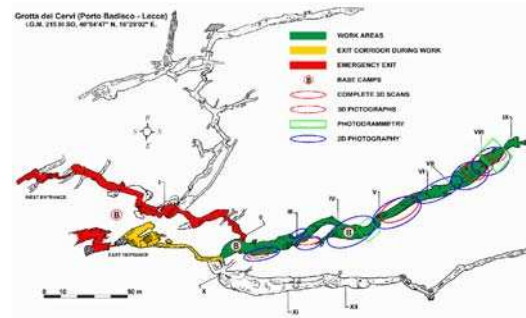 Grotta dei Cervi (Porto Badisco - Lecce)
WORK AREAS
EXIT CORRIDOR DURING WORK
EMERGENCY EXIT
B BASE CAMPS
COMPLETE 3D SCANS
3D PICTOGRAPHS
PHOTOGRAMMETRY
2D PHOTOGRAPHY
IX
VIII
VII
VI
V
IV
III
I
WEST ENTRANCE
B
B
B
EAST ENTRANCE
X
XI
XII
0 10 50 m